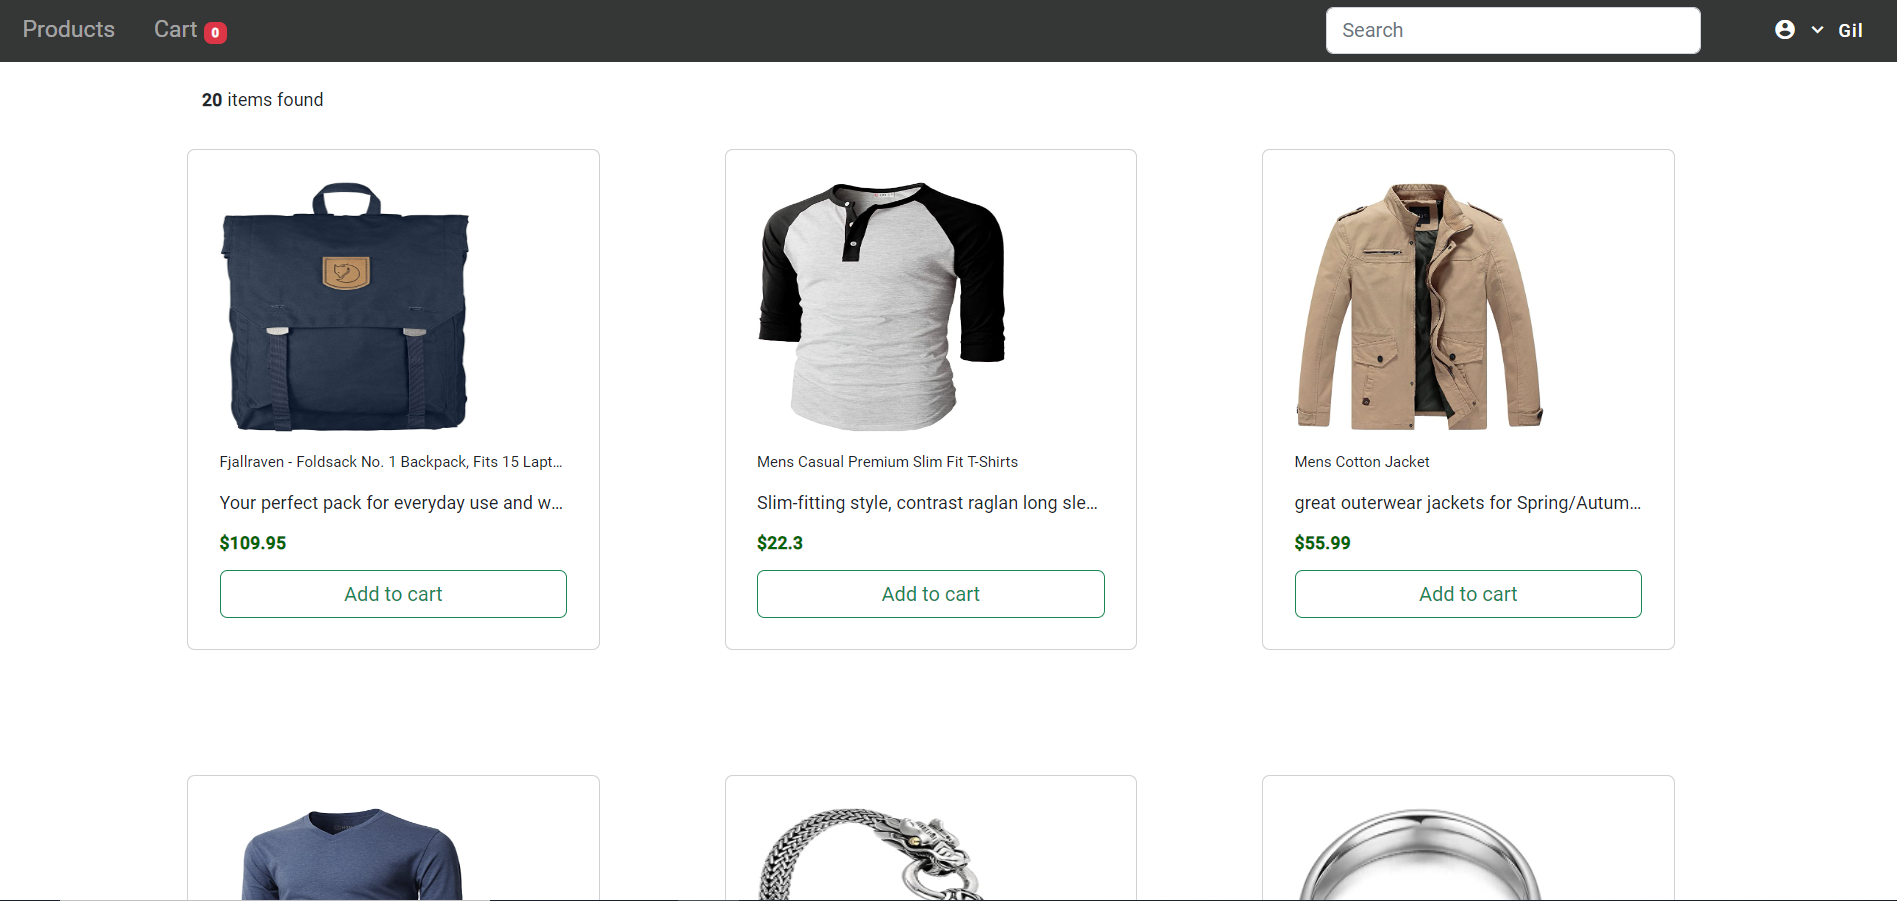 Products Cart 0 Search Gil
20 items found
Fjallraven - Foldsack No. 1 Backpack, Fits 15 Lapt...
Your perfect pack for everyday use and w...
$109.95
Add to cart
Mens Casual Premium Slim Fit T-Shirts
Slim-fitting style, contrast raglan long sle...
$22.3
Add to cart
Mens Cotton Jacket
great outerwear jackets for Spring/Autum...
$55.99
Add to cart